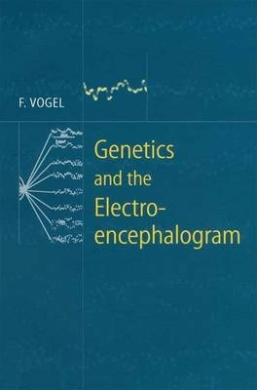 F. VOGEL
Genetics
and the
Electro-
encephalogram